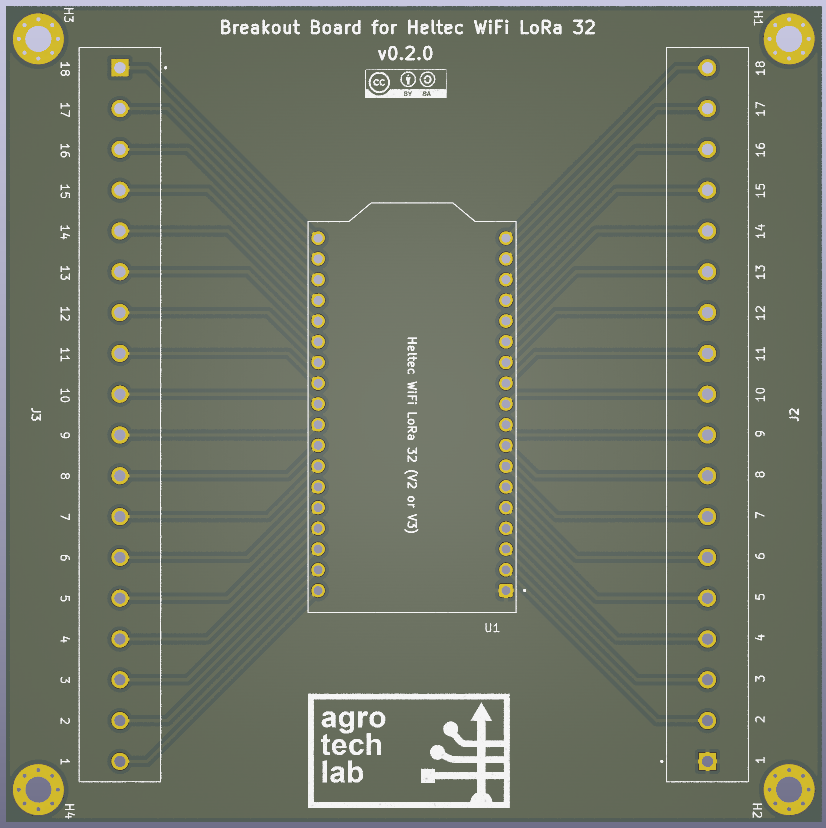 Breakout Board for Heltec WiFi LoRa 32
v0.2.0
CC
BY SA
H3
H1
18
17
16
15
14
13
12
11
10
9
8
7
6
5
4
3
2
1
J3
18
17
16
15
14
13
12
11
10
9
8
7
6
5
4
3
2
1
J2
Heltec WiFi LoRa 32 (V2 or V3)
U1
agro
tech
lab
H4
H2